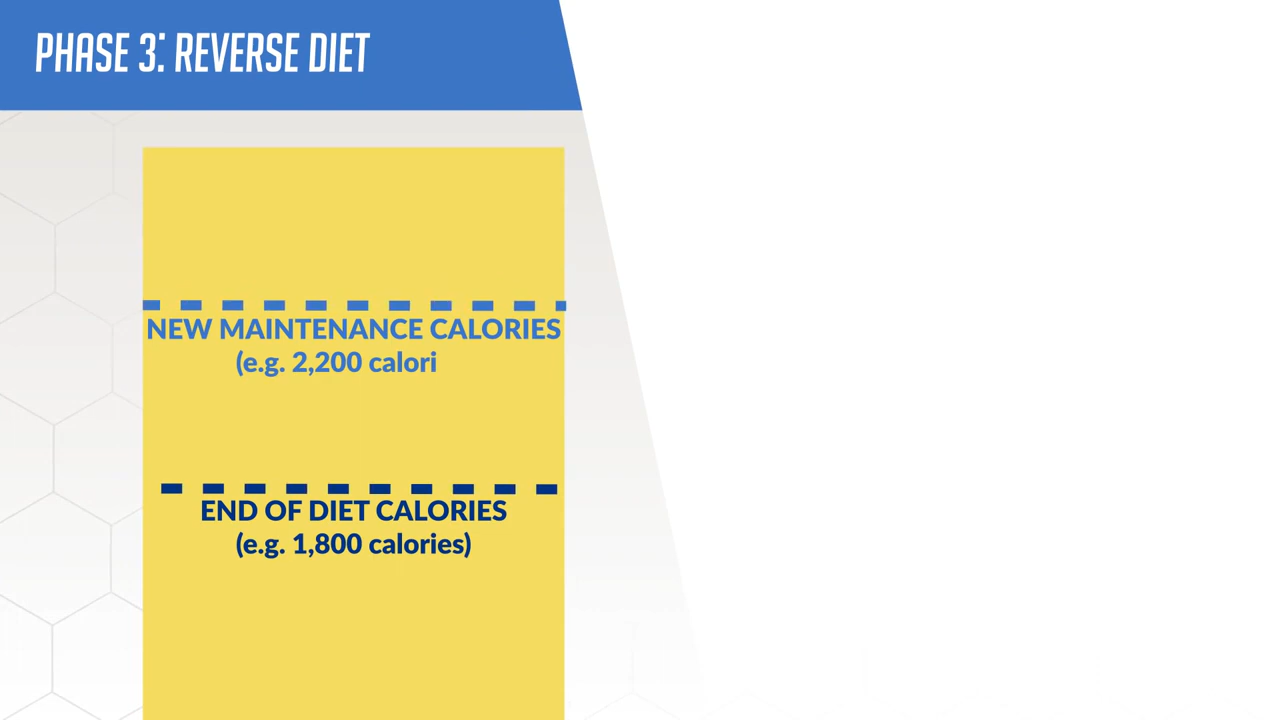 PHASE 3: REVERSE DIET
NEW MAINTENANCE CALORIES
(e.g. 2,200 calori
END OF DIET CALORIES
(e.g. 1,800 calories)